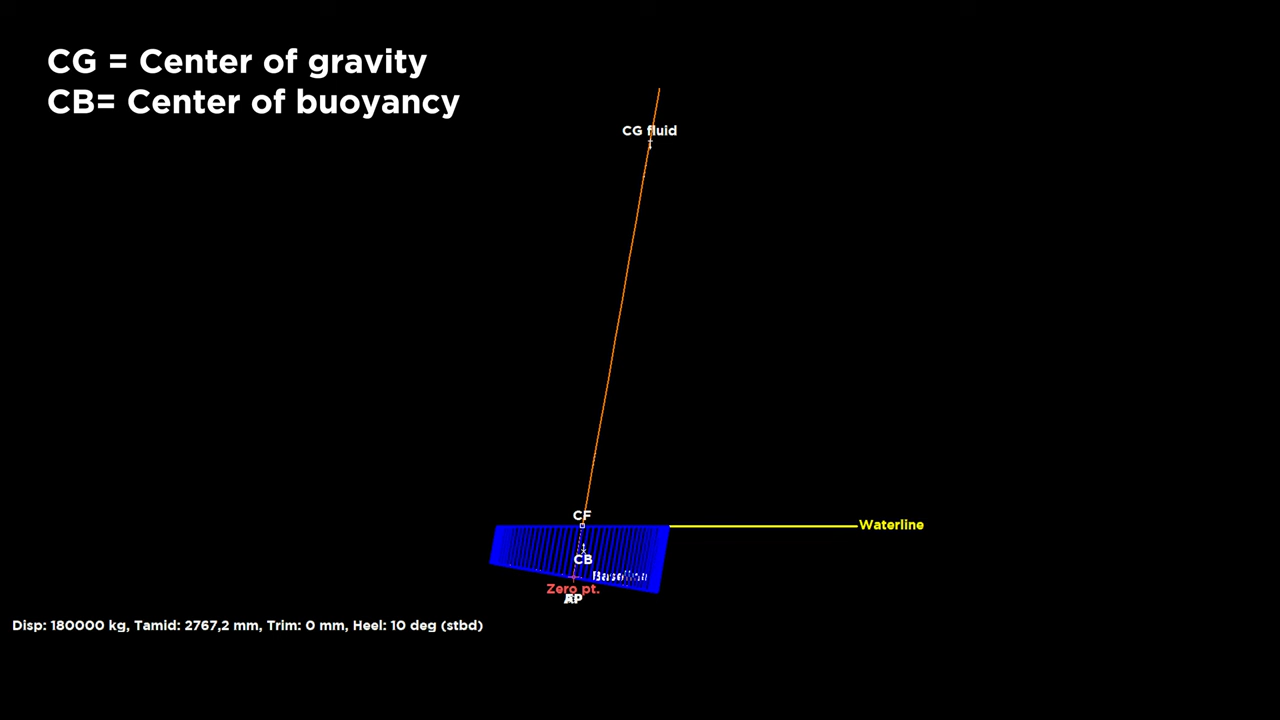 CG = Center of gravity
CB= Center of buoyancy
CG fluid
CF
Waterline
CB
Baseline
Zero pt.
Disp: 180000 kg, Tamid: 2767,2 mm, Trim: 0 mm, Heel: 10 deg (stbd)